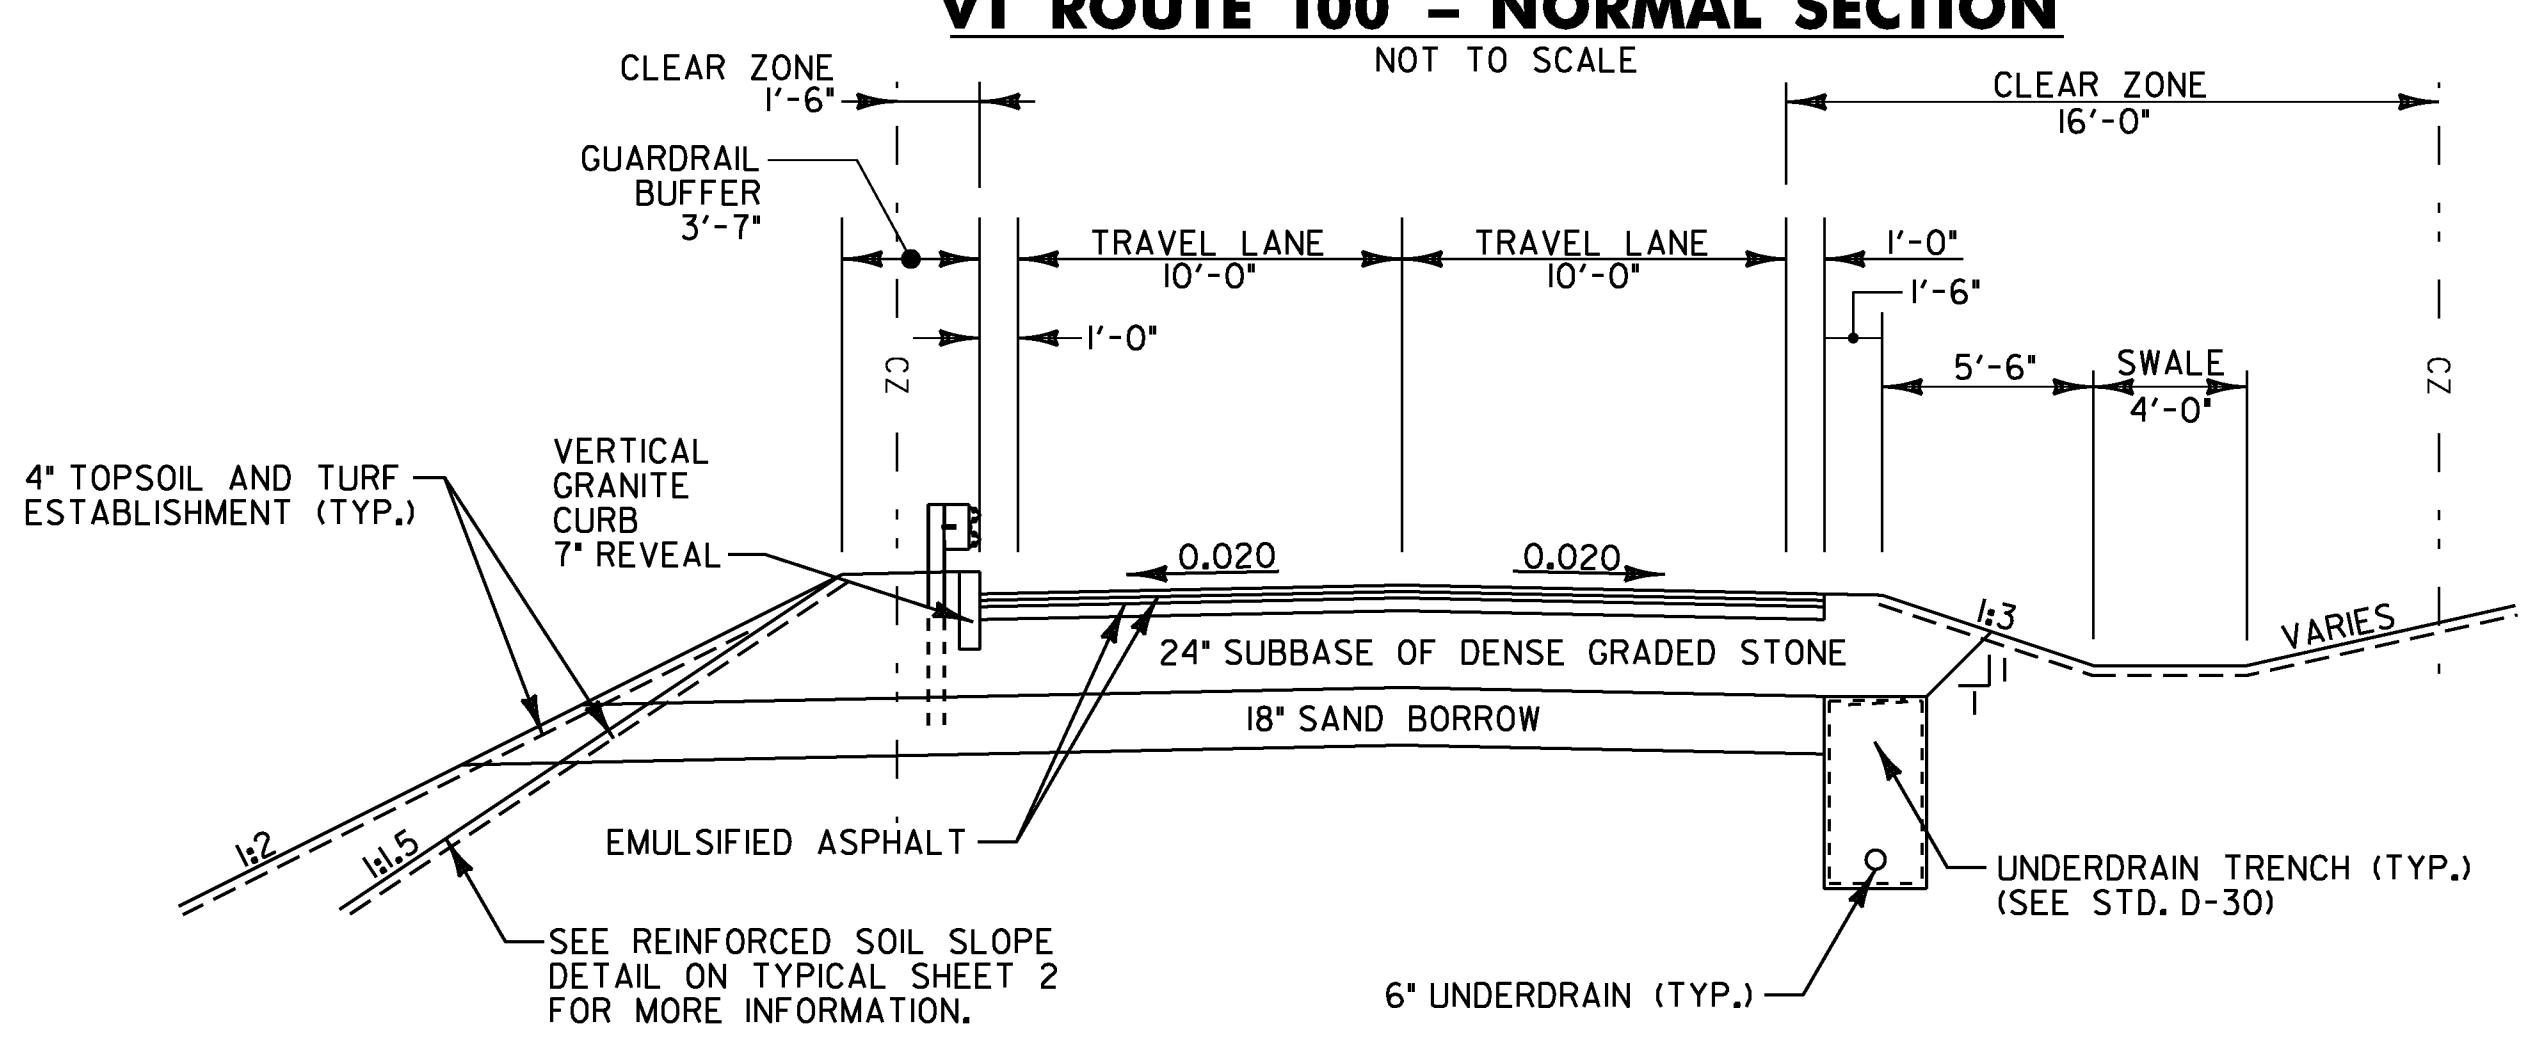 VT ROUTE 100 – NORMAL SECTION
NOT TO SCALE
CLEAR ZONE
1'-6"
CLEAR ZONE
16'-0"
GUARDRAIL
BUFFER
3'-7"
TRAVEL LANE
10'-0"
TRAVEL LANE
10'-0"
1'-0"
1'-6"
1'-0"
CZ
5'-6"
SWALE
4'-0"
CZ
4" TOPSOIL AND TURF
ESTABLISHMENT (TYP.)
VERTICAL
GRANITE
CURB
7" REVEAL
0.020
0.020
1:3
VARIES
24" SUBBASE OF DENSE GRADED STONE
1
1
18" SAND BORROW
1:2
1:1.5
EMULSIFIED ASPHALT
UNDERDRAIN TRENCH (TYP.)
(SEE STD. D-30)
SEE REINFORCED SOIL SLOPE
DETAIL ON TYPICAL SHEET 2
FOR MORE INFORMATION.
6" UNDERDRAIN (TYP.)